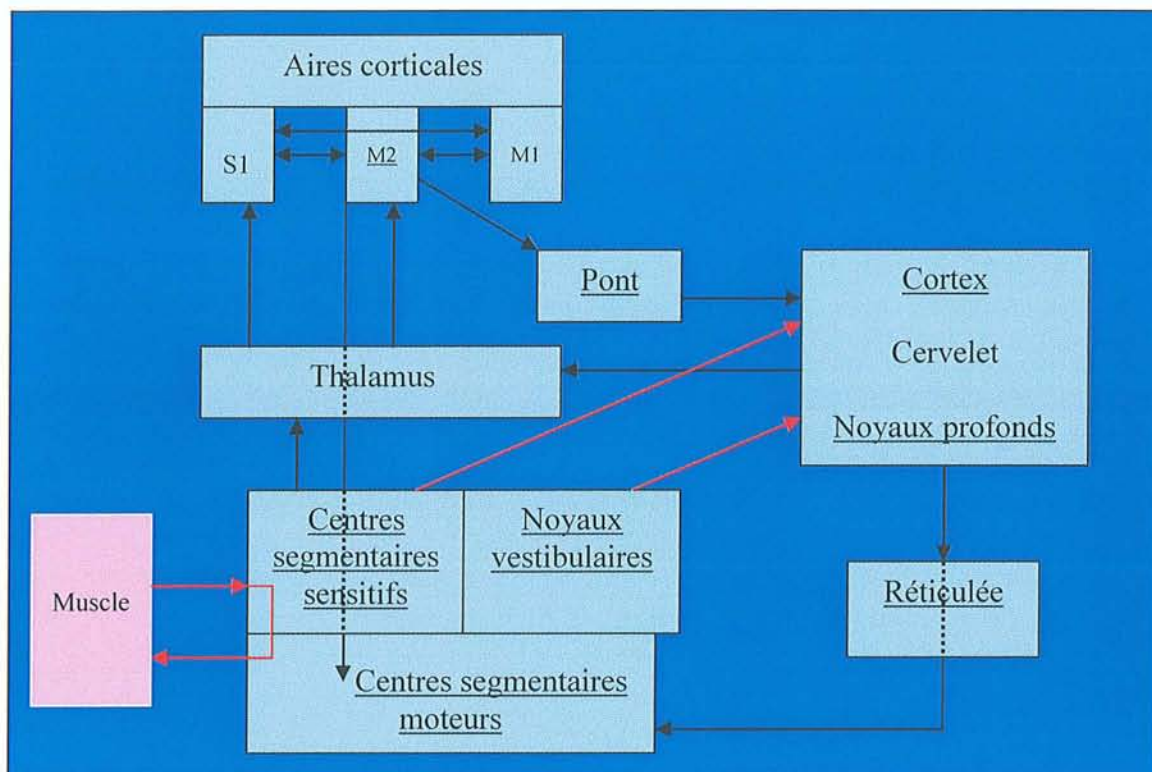 Aires corticales
S1
M2
M1
Pont
Cortex
Cervelet
Noyaux profonds
Thalamus
Centres
segmentaires
sensitifs
Noyaux
vestibulaires
Muscle
Réticulée
Centres segmentaires
moteurs